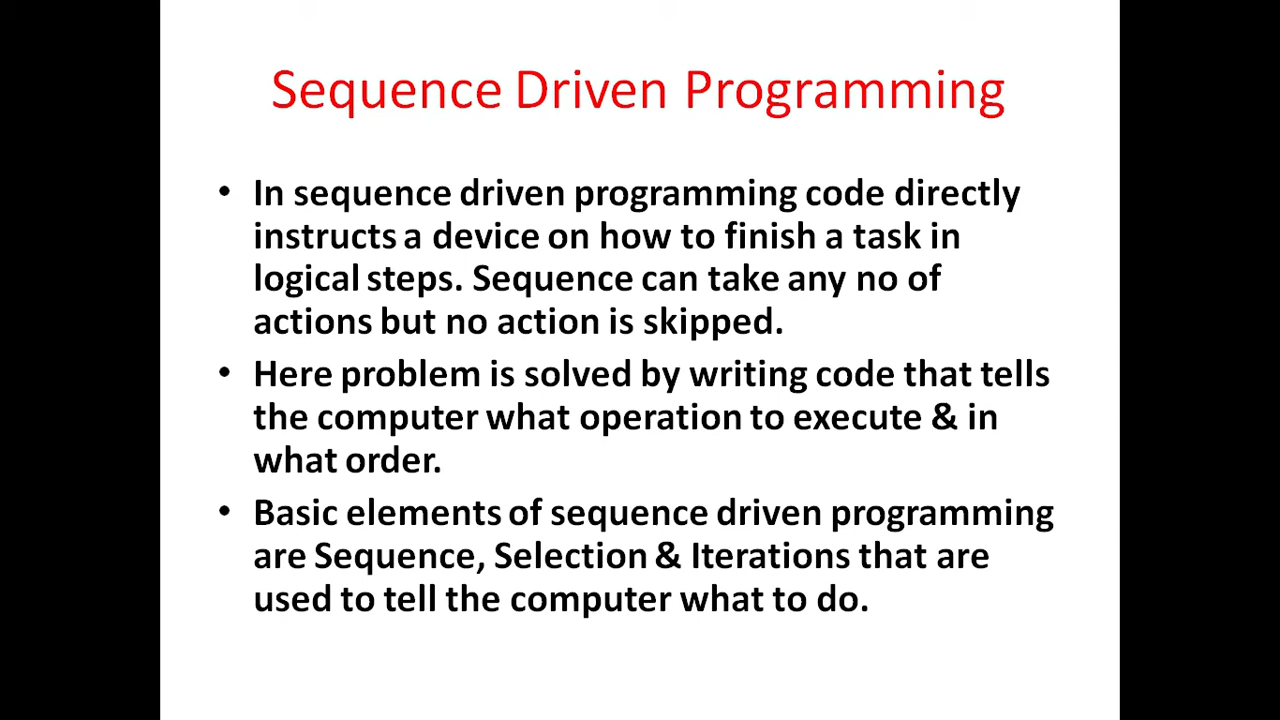 Sequence Driven Programming
• In sequence driven programming code directly
instructs a device on how to finish a task in
logical steps. Sequence can take any no of
actions but no action is skipped.
• Here problem is solved by writing code that tells
the computer what operation to execute & in
what order.
• Basic elements of sequence driven programming
are Sequence, Selection & Iterations that are
used to tell the computer what to do.